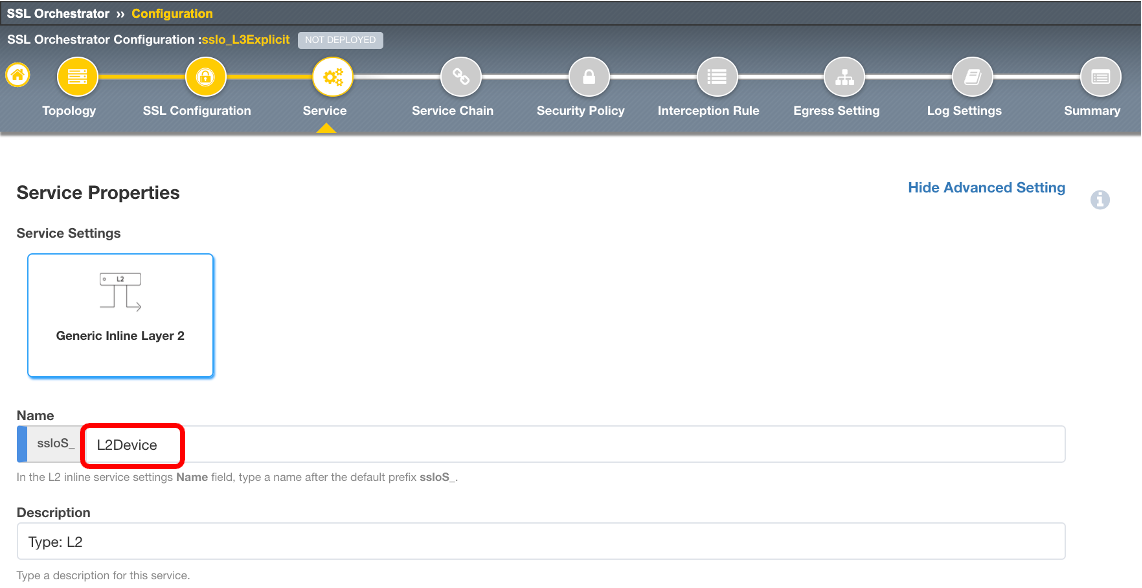 SSL Orchestrator » Configuration
SSL Orchestrator Configuration :sslo_L3Explicit NOT DEPLOYED
Topology SSL Configuration Service Service Chain Security Policy Interception Rule Egress Setting Log Settings Summary
Service Properties
Hide Advanced Setting
Service Settings
L2
Generic Inline Layer 2
Name
ssloS_ L2Device
In the L2 inline service settings Name field, type a name after the default prefix ssloS_.
Description
Type: L2
Type a description for this service.